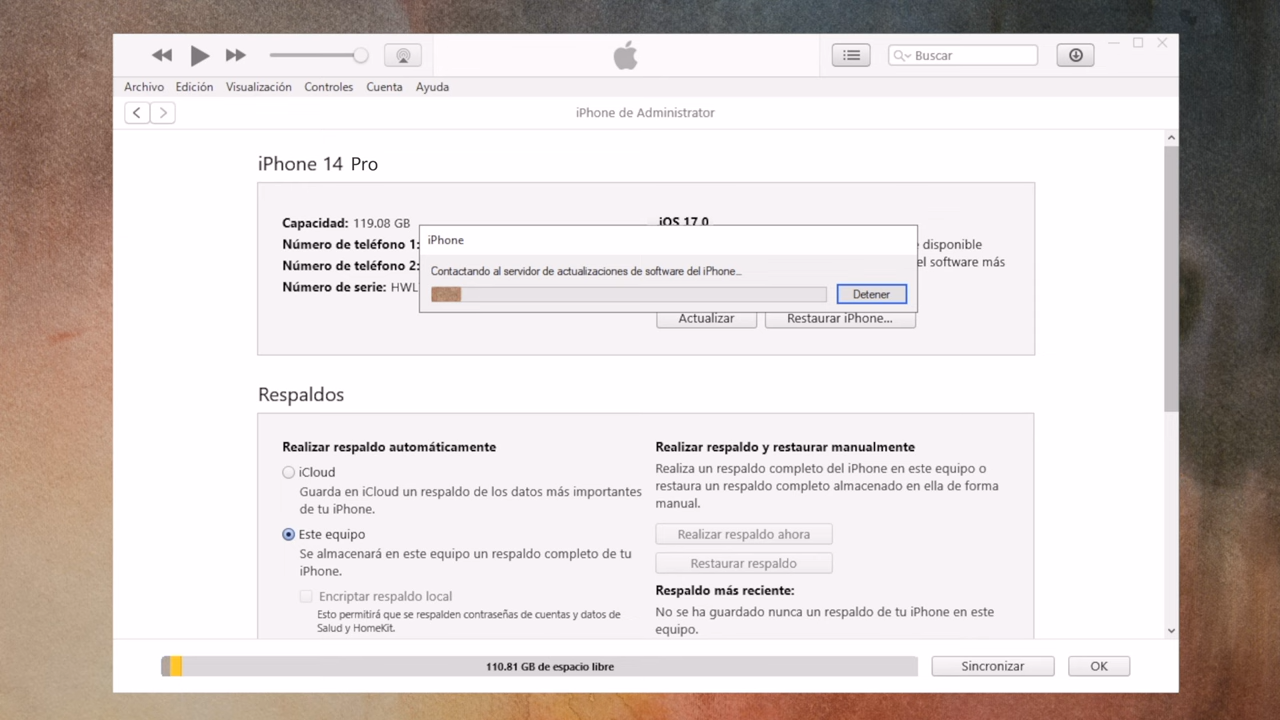 Buscar
Archivo Edición Visualización Controles Cuenta Ayuda
iPhone de Administrator
iPhone 14 Pro
Capacidad: 119.08 GB
Número de teléfono 1:
Número de teléfono 2:
Número de serie: HWL
iOS 17.0
disponible
el software más
iPhone
Contactando al servidor de actualizaciones de software del iPhone...
Detener
Actualizar
Restaurar iPhone...
Respaldos
Realizar respaldo automáticamente
iCloud
Guarda en iCloud un respaldo de los datos más importantes
de tu iPhone.
Este equipo
Se almacenará en este equipo un respaldo completo de tu
iPhone.
Encriptar respaldo local
Esto permitirá que se respalden contraseñas de cuentas y datos de
Salud y HomeKit.
Realizar respaldo y restaurar manualmente
Realiza un respaldo completo del iPhone en este equipo o
restaura un respaldo completo almacenado en ella de forma
manual.
Realizar respaldo ahora
Restaurar respaldo
Respaldo más reciente:
No se ha guardado nunca un respaldo de tu iPhone en este
equipo.
110.81 GB de espacio libre
Sincronizar
OK